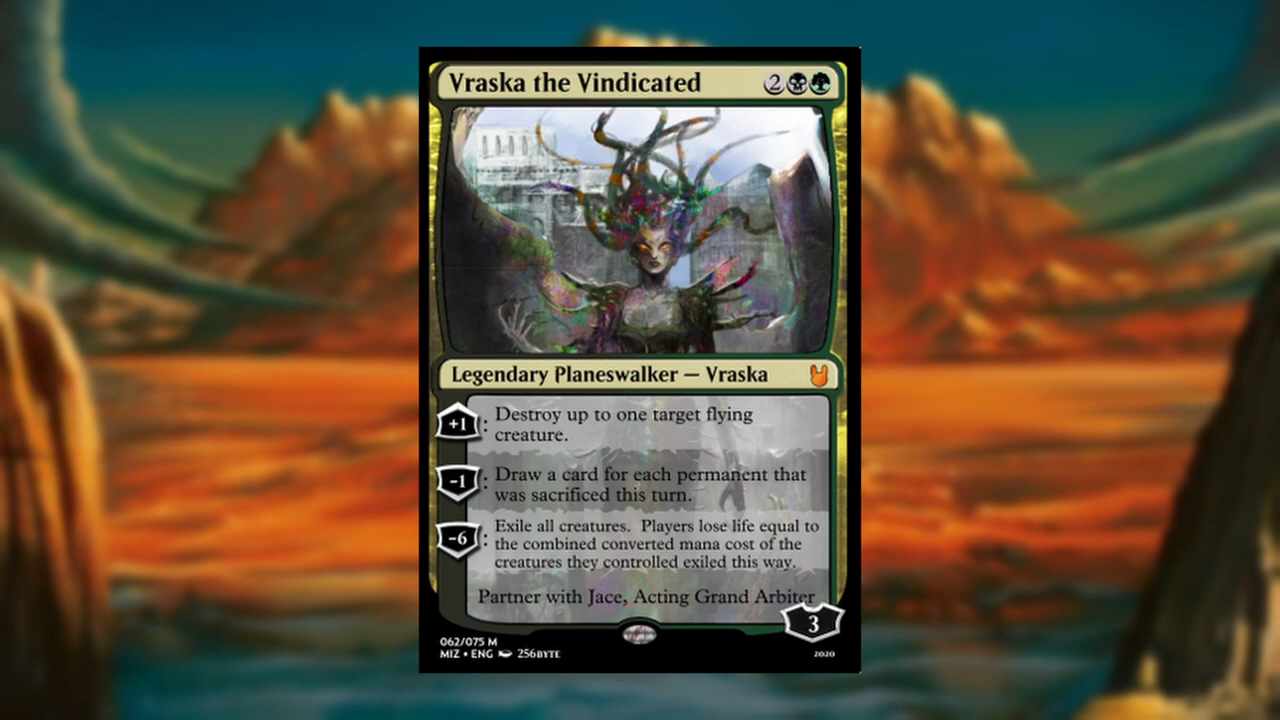 Vraska the Vindicated 2
Legendary Planeswalker — Vraska
+1 : Destroy up to one target flying
creature.
-1 : Draw a card for each permanent that
was sacrificed this turn.
-6 : Exile all creatures. Players lose life equal to
the combined converted mana cost of the
creatures they controlled exiled this way.
Partner with Jace, Acting Grand Arbiter
3
062/075 M
MIZ • ENG 256BYTE
2020